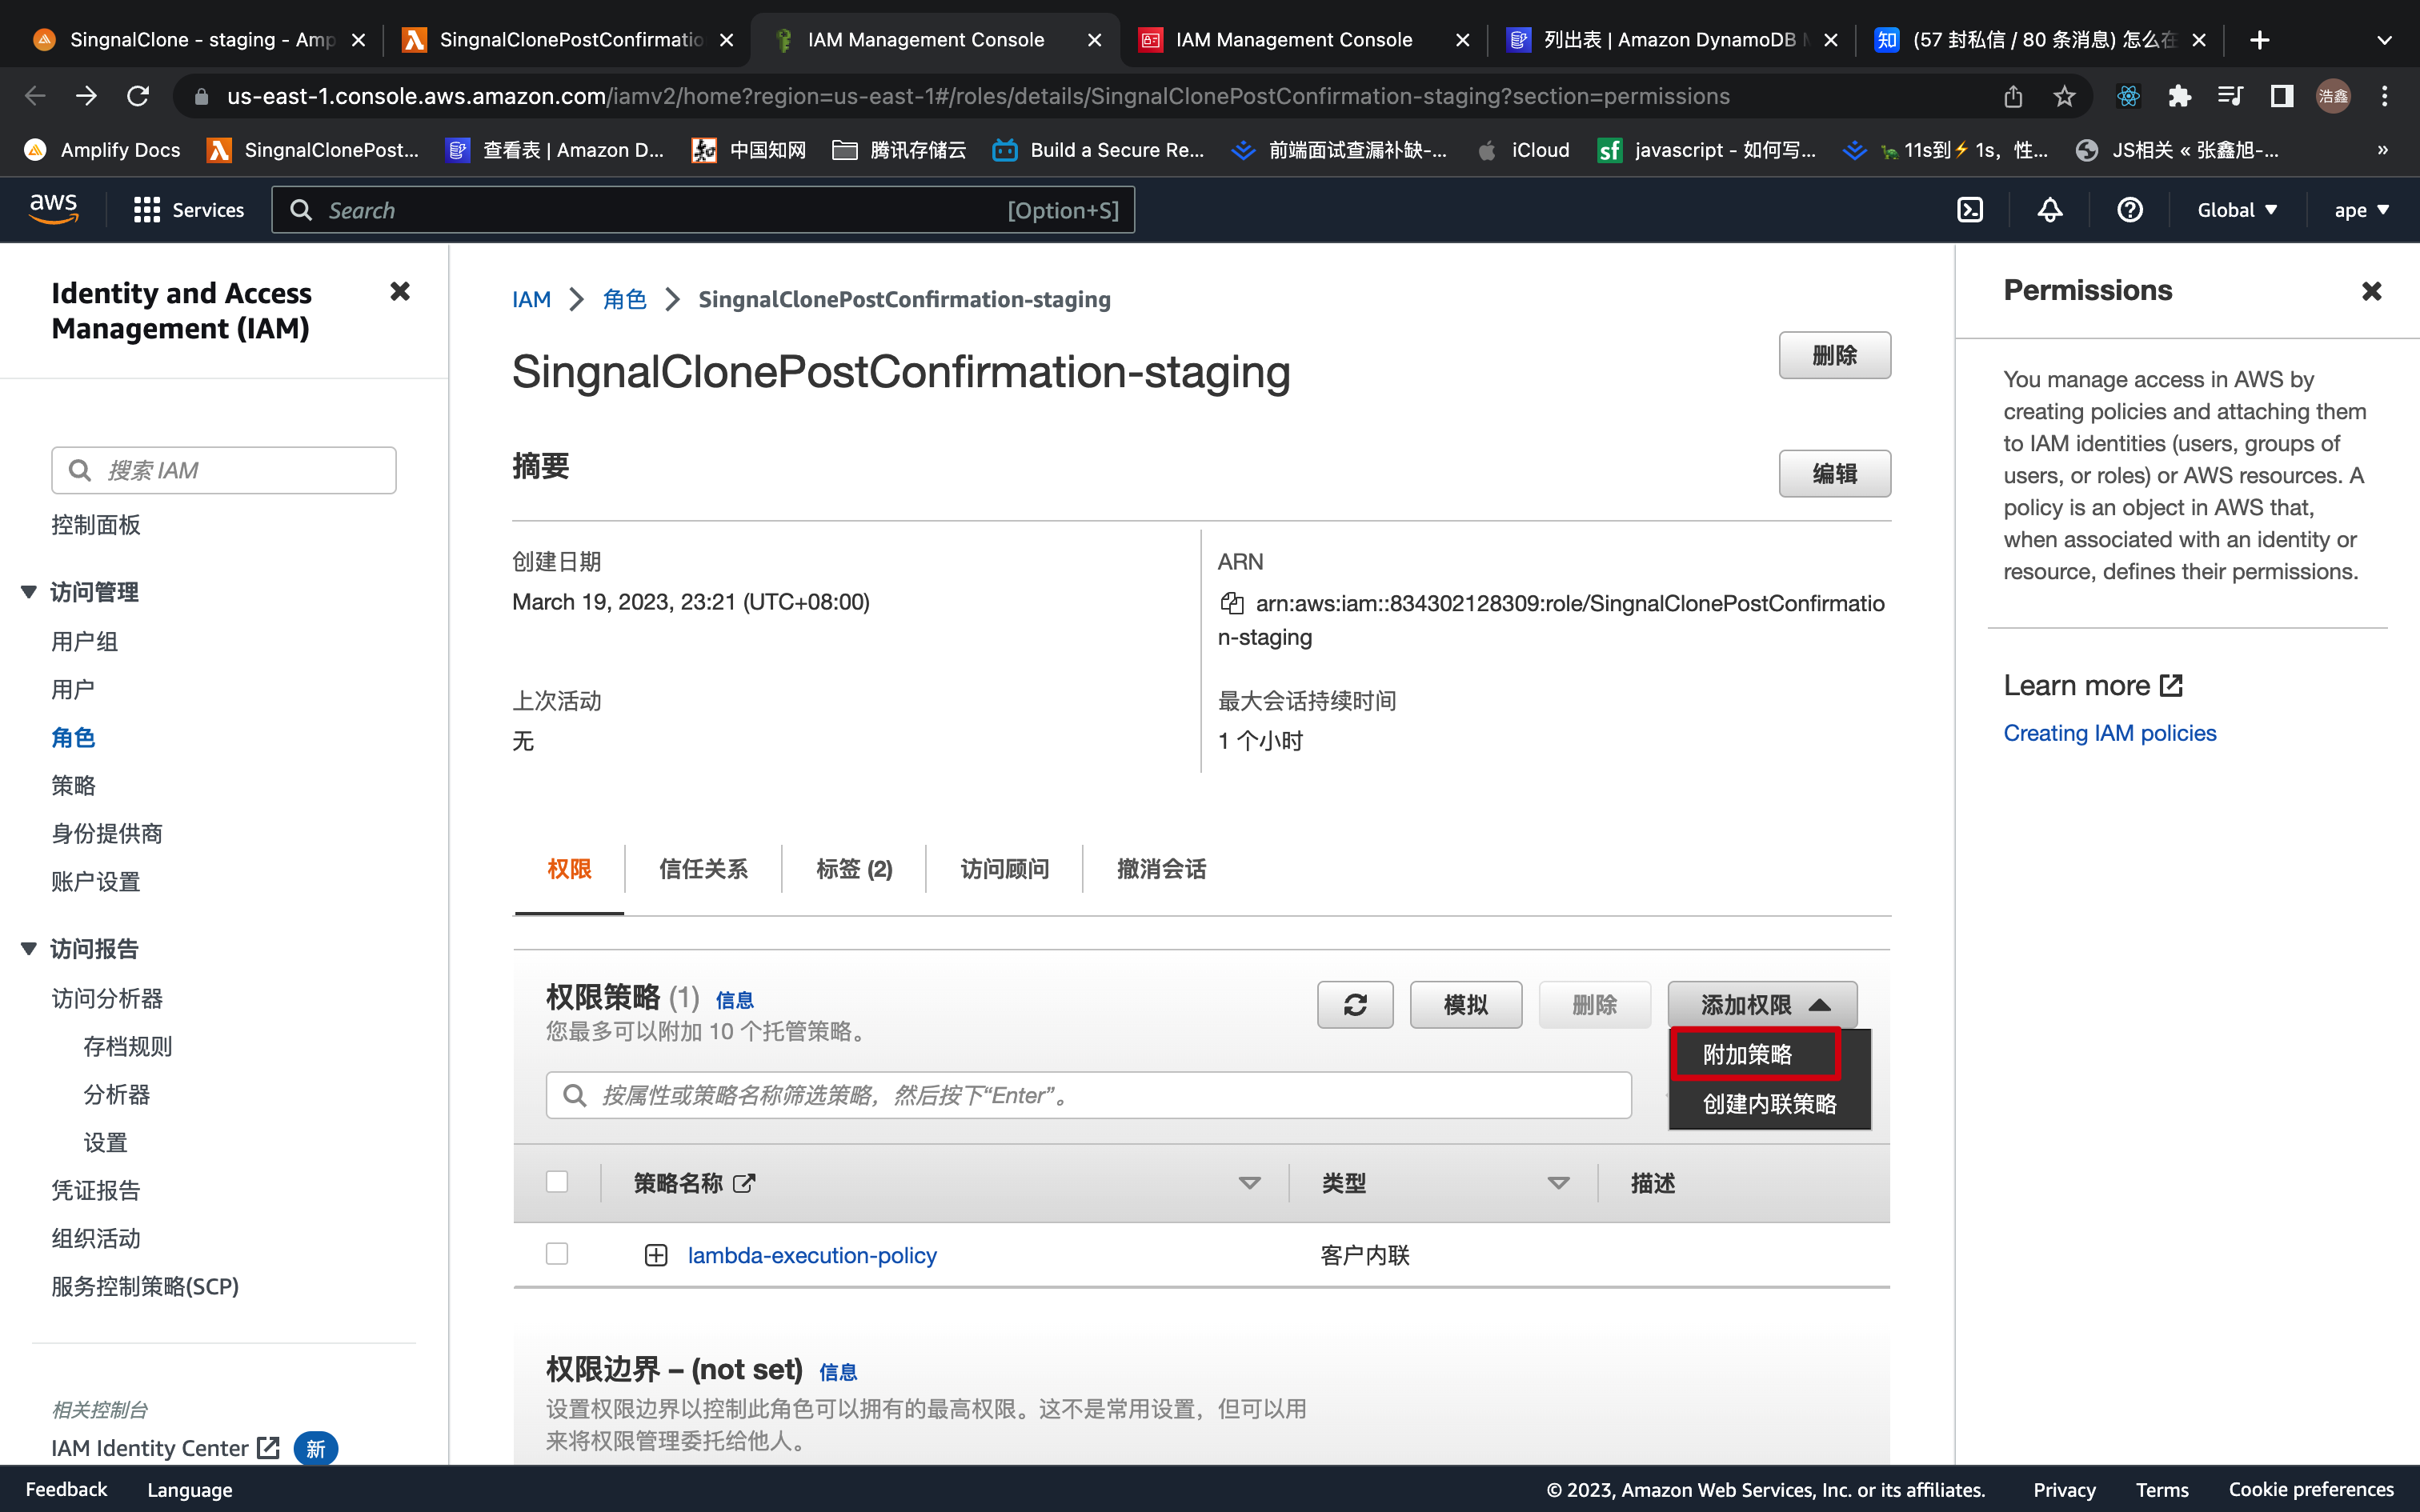 SingnalClone - staging - Amp
SingnalClonePostConfirmatio
IAM Management Console
IAM Management Console
列出表 | Amazon DynamoDB
知 (57 封私信 / 80 条消息) 怎么在
us-east-1.console.aws.amazon.com/iamv2/home?region=us-east-1#/roles/details/SingnalClonePostConfirmation-staging?section=permissions
浩鑫
Amplify Docs
SingnalClonePost...
查看表 | Amazon D...
中国知网
腾讯存储云
Build a Secure Re...
前端面试查漏补缺-...
iCloud
sf javascript - 如何写...
11s到⚡1s，性...
JS相关 « 张鑫旭-...
»
aws
Services
Search
[Option+S]
Global
ape
Identity and Access
Management (IAM)
搜索 IAM
控制面板
访问管理
用户组
用户
角色
策略
身份提供商
账户设置
访问报告
访问分析器
存档规则
分析器
设置
凭证报告
组织活动
服务控制策略(SCP)
相关控制台
IAM Identity Center 新
IAM
角色
SingnalClonePostConfirmation-staging
SingnalClonePostConfirmation-staging
删除
摘要
编辑
创建日期
March 19, 2023, 23:21 (UTC+08:00)
ARN
arn:aws:iam::834302128309:role/SingnalClonePostConfirmatio
n-staging
上次活动
无
最大会话持续时间
1 个小时
权限
信任关系
标签 (2)
访问顾问
撤消会话
权限策略 (1) 信息
您最多可以附加 10 个托管策略。
模拟
删除
添加权限
附加策略
创建内联策略
按属性或策略名称筛选策略，然后按下“Enter”。
策略名称
类型
描述
lambda-execution-policy
客户内联
权限边界 – (not set) 信息
设置权限边界以控制此角色可以拥有的最高权限。这不是常用设置，但可以用
来将权限管理委托给他人。
Permissions
You manage access in AWS by
creating policies and attaching them
to IAM identities (users, groups of
users, or roles) or AWS resources. A
policy is an object in AWS that,
when associated with an identity or
resource, defines their permissions.
Learn more
Creating IAM policies
Feedback
Language
© 2023, Amazon Web Services, Inc. or its affiliates.
Privacy
Terms
Cookie preferences